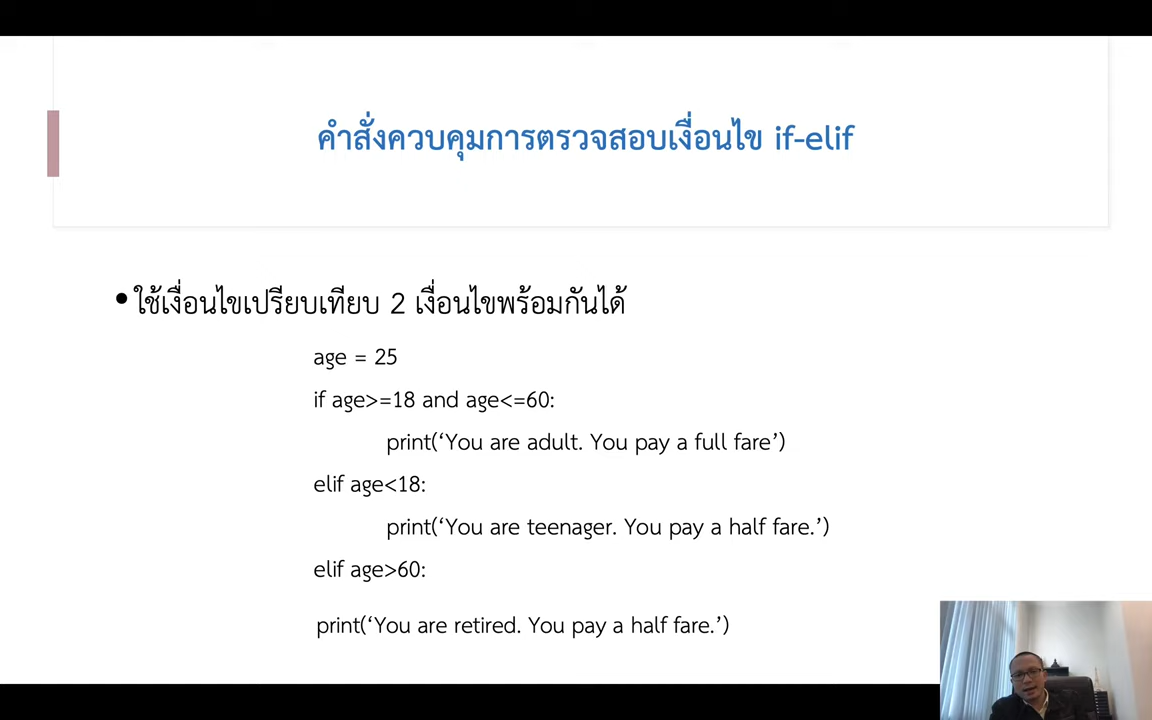 คำสั่งควบคุมการตรวจสอบเงื่อนไข if-elif
•ใช้เงื่อนไขเปรียบเทียบ 2 เงื่อนไขพร้อมกันได้
age = 25
if age>=18 and age<=60:
print(‘You are adult. You pay a full fare’)
elif age<18:
print(‘You are teenager. You pay a half fare.’)
elif age>60:
print(‘You are retired. You pay a half fare.’)